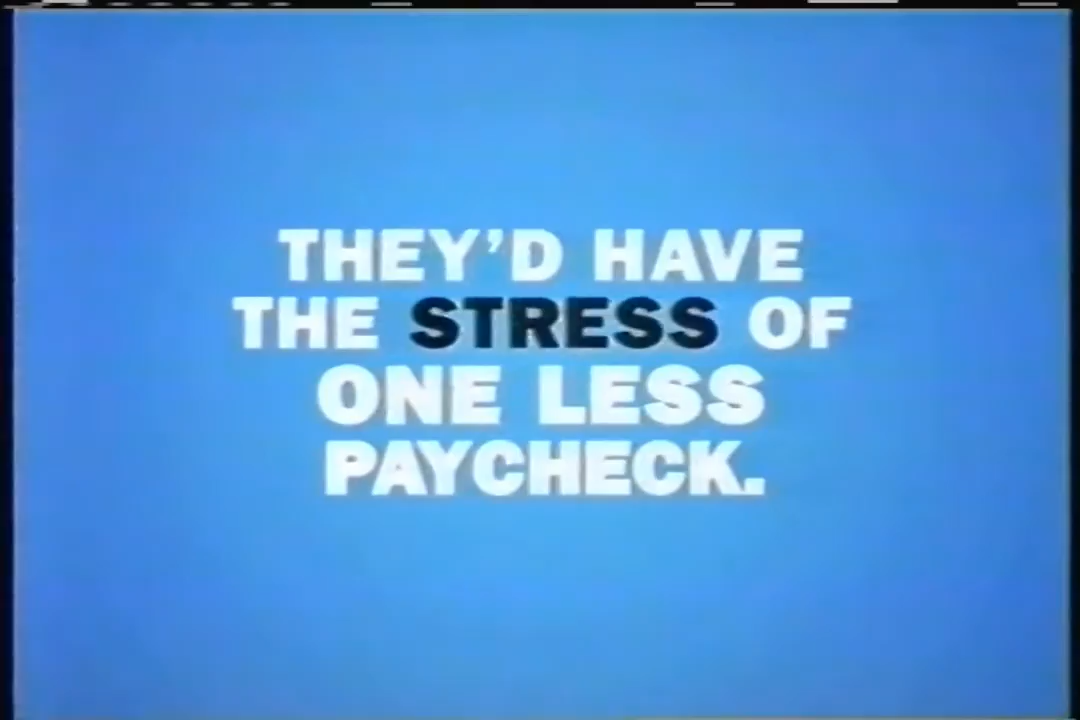 THEY'D HAVE
THE STRESS OF
ONE LESS
PAYCHECK.